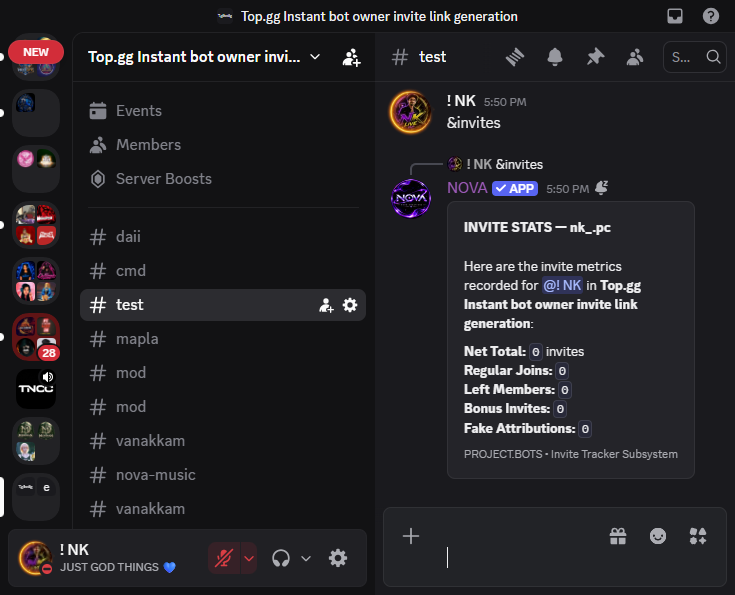 Top.gg Instant bot owner invite link generation
NEW
Top.gg Instant bot owner invi...
Events
Members
Server Boosts
daii
cmd
test
mapla
mod
mod
vanakkam
nova-music
vanakkam
28
TNCC
e
! NK
JUST GOD THINGS 💙
# test
S...
! NK 5:50 PM
&invites
! NK &invites
NOVA ✓ APP 5:50 PM
INVITE STATS — nk_.pc
Here are the invite metrics
recorded for @! NK in Top.gg
Instant bot owner invite link
generation:
Net Total: 0 invites
Regular Joins: 0
Left Members: 0
Bonus Invites: 0
Fake Attributions: 0
PROJECT.BOTS • Invite Tracker Subsystem